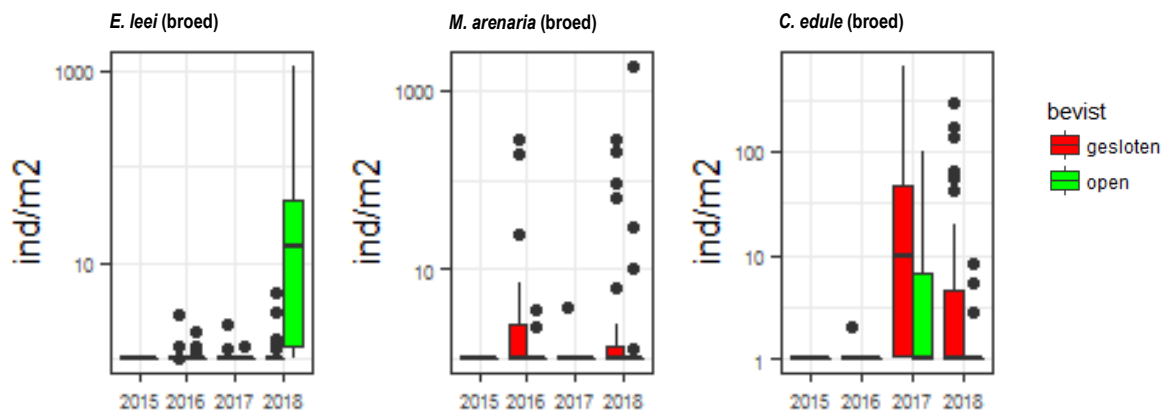 E. leei (broed)
ind/m2
1000
10
2015 2016 2017 2018
M. arenaria (broed)
ind/m2
1000
10
2015 2016 2017 2018
C. edule (broed)
ind/m2
100
10
1
2015 2016 2017 2018
bevist
gesloten
open